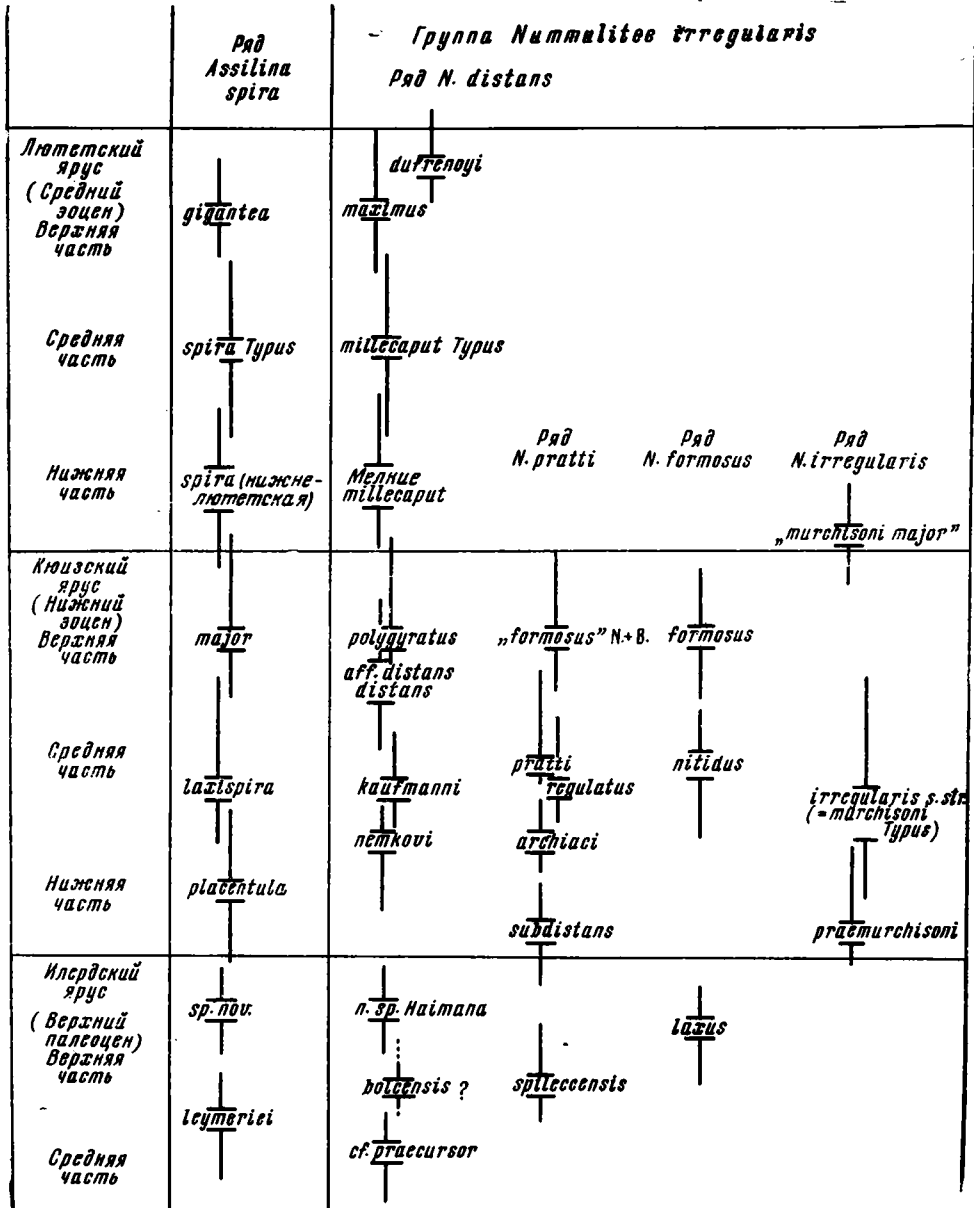 Ряд
Assilina
spira
Группа Nummulites irregularis
Ряд N. distans
Лютетский
ярус
(Средний
эоцен)
Верхняя
часть
gigantea
maximus
dufrenoyi
Средняя
часть
spira Typus
millecaput Typus
Ряд
N. pratti
Ряд
N. formosus
Ряд
N. irregularis
Нижняя
часть
spira (нижне-
лютетская)
Мелкие
millecaput
„murchisoni major"
Кюизский
ярус
(Нижний
эоцен)
Верхняя
часть
major
polygyratus
aff. distans
distans
„formosus" N.+B.
formosus
Средняя
часть
laxispira
kaufmanni
nemkovi
pratti
regulatus
archiaci
nitidus
irregularis s. str.
(=murchisoni
Typus)
Нижняя
часть
placentula
subdistans
praemurchisoni
Илердский
ярус
(Верхний
палеоцен)
Верхняя
часть
sp. nov.
n. sp. Haimana
laxus
bolcensis ?
spileccensis
leymeriei
Средняя
часть
cf. praecursor